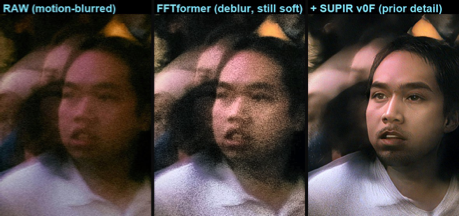 RAW (motion-blurred)
FFTformer (deblur, still soft)
+ SUPIR v0F (prior detail)